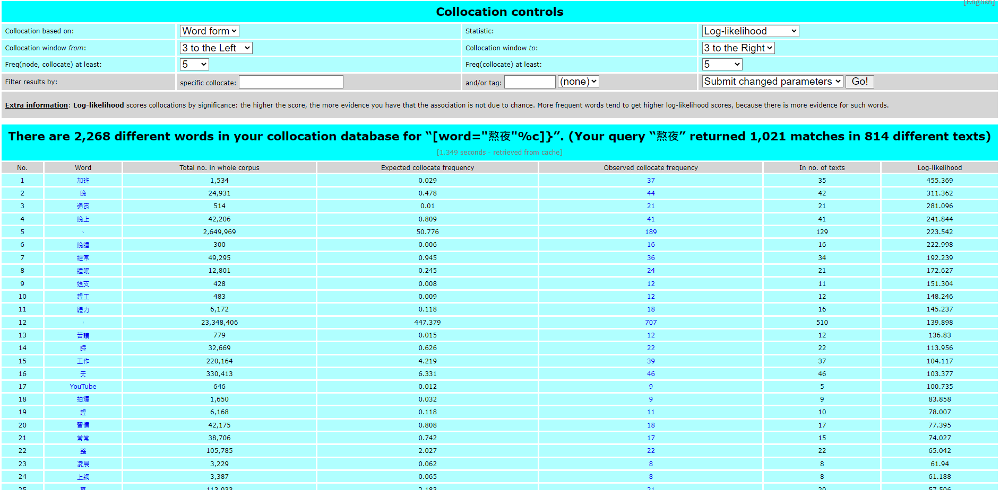 [English]
Collocation controls
Collocation based on: Word form Statistic: Log-likelihood
Collocation window from: 3 to the Left Collocation window to: 3 to the Right
Freq(node, collocate) at least: 5 Freq(collocate) at least: 5
Filter results by: specific collocate: and/or tag: (none) Submit changed parameters Go!
Extra information: Log-likelihood scores collocations by significance: the higher the score, the more evidence you have that the association is not due to chance. More frequent words tend to get higher log-likelihood scores, because there is more evidence for such words.
There are 2,268 different words in your collocation database for “[word="熬夜"%c]}”. (Your query “熬夜” returned 1,021 matches in 814 different texts)
[1.349 seconds - retrieved from cache]
No. Word Total no. in whole corpus Expected collocate frequency Observed collocate frequency In no. of texts Log-likelihood
1 加班 1,534 0.029 37 35 455.369
2 晚 24,931 0.478 44 42 311.362
3 通宵 514 0.01 21 21 281.096
4 晚上 42,206 0.809 41 41 241.844
5 、 2,649,969 50.776 189 129 223.542
6 晚睡 300 0.006 16 16 222.998
7 經常 49,295 0.945 36 34 192.239
8 睡眠 12,801 0.245 24 21 172.627
9 透支 428 0.008 12 11 151.304
10 趕工 483 0.009 12 12 148.246
11 體力 6,172 0.118 18 16 145.237
12 , 23,348,406 447.379 707 510 139.898
13 苦讀 779 0.015 12 12 136.83
14 睡 32,669 0.626 22 22 113.956
15 工作 220,164 4.219 39 37 104.117
16 天 330,413 6.331 46 46 103.377
17 YouTube 646 0.012 9 5 100.735
18 抽煙 1,650 0.032 9 9 83.858
19 趕 6,168 0.118 11 10 78.007
20 習慣 42,175 0.808 18 17 77.395
21 常常 38,706 0.742 17 15 74.027
22 整 105,785 2.027 22 22 65.042
23 凌晨 3,229 0.062 8 8 61.94
24 上網 3,387 0.065 8 8 61.188
25 113,933 2.183 21 20 57.506